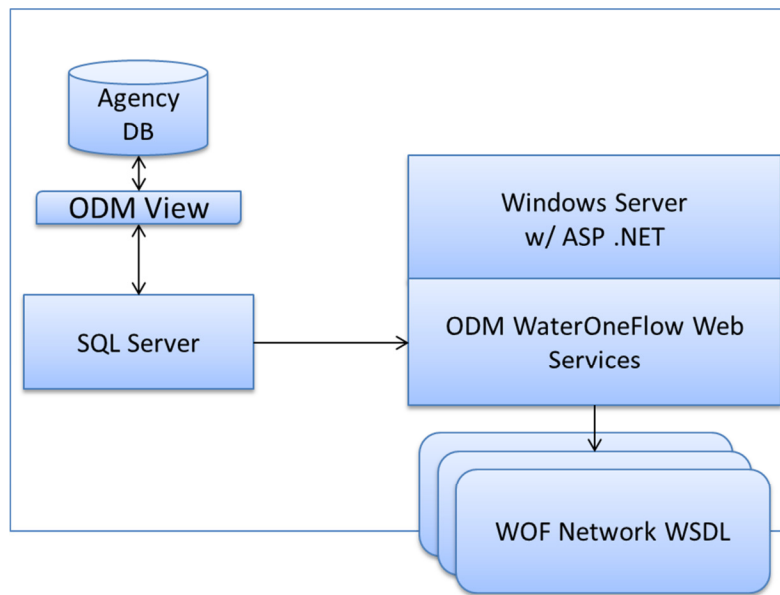 Agency
DB
ODM View
SQL Server
Windows Server
w/ ASP .NET
ODM WaterOneFlow Web
Services
WOF Network WSDL